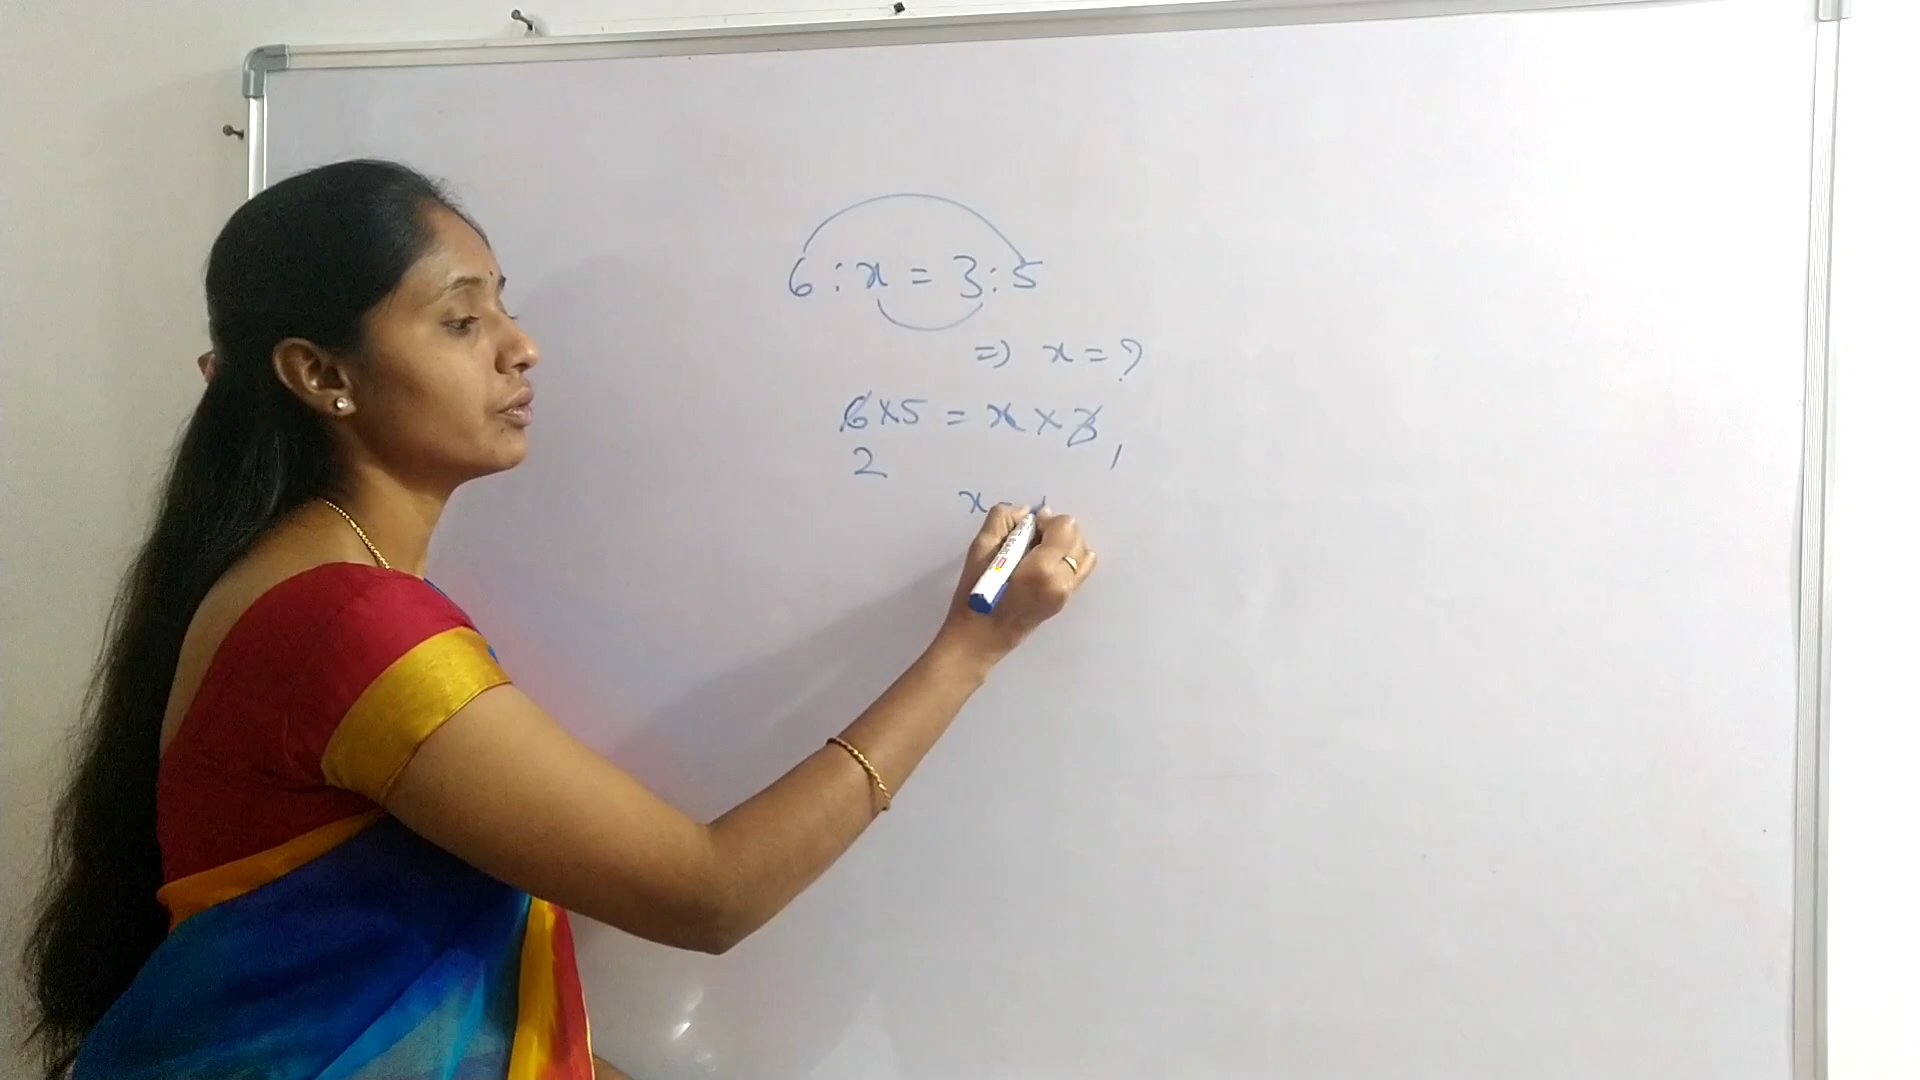 6 : x = 3 : 5
=> x = ?
6 x 5 = x x 3
2 1
x =